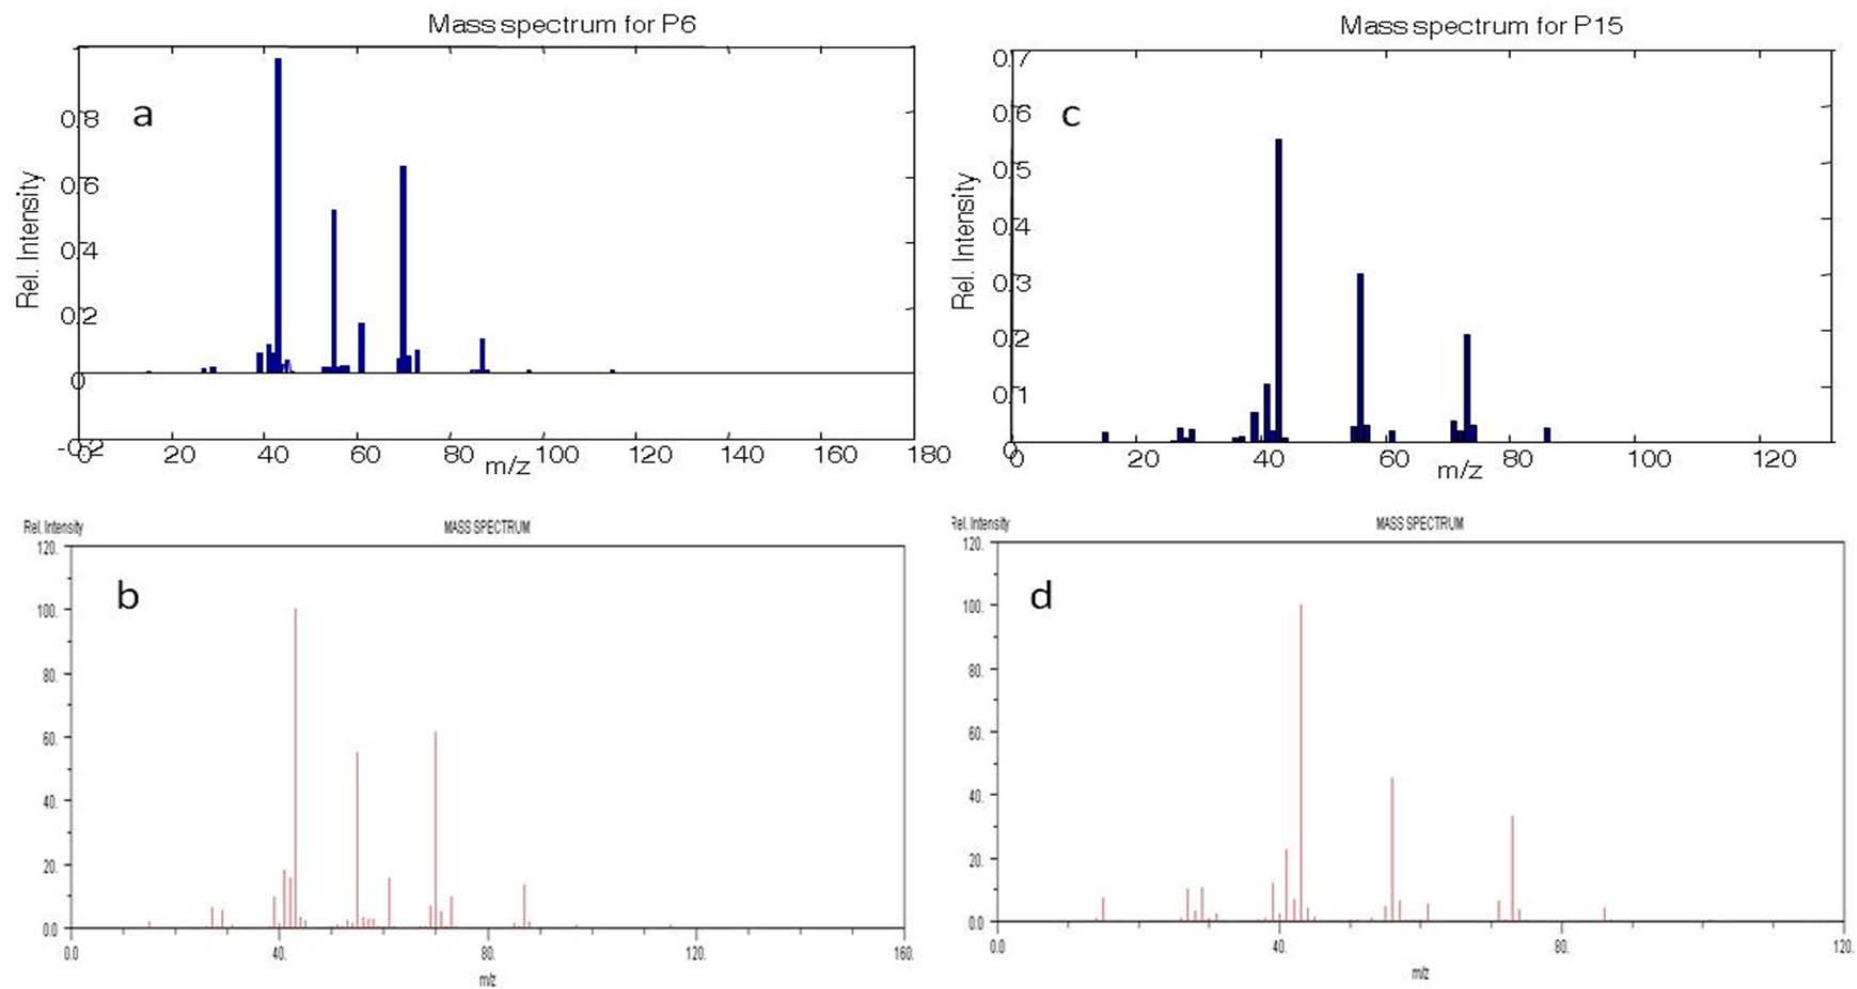 Mass spectrum for P6
a
Rel. Intensity
0.8
0.6
0.4
0.2
0
-0.2
0 20 40 60 80 100 120 140 160 180
m/z
Mass spectrum for P15
c
Rel. Intensity
0.7
0.6
0.5
0.4
0.3
0.2
0.1
0
0 20 40 60 80 100 120
m/z
Rel. Intensity
MASS SPECTRUM
b
120.
100.
80.
60.
40.
20.
0.0
0.0 40. 80. 120. 160.
m/z
Rel. Intensity
MASS SPECTRUM
d
120.
100.
80.
60.
40.
20.
0.0
0.0 40. 80. 120.
m/z